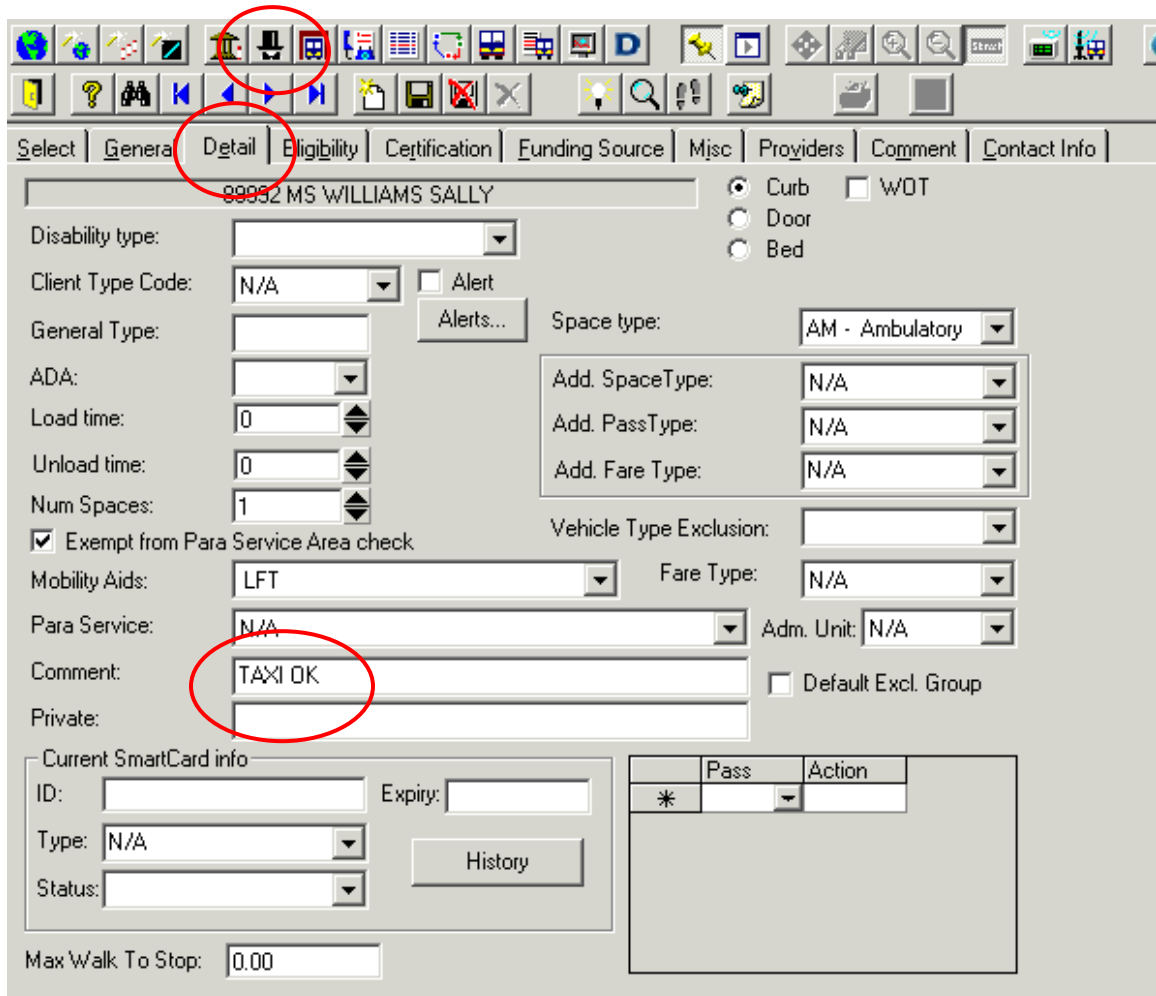 D
Street
?
Select General Detail Eligibility Certification Funding Source Misc Providers Comment Contact Info
89992 MS WILLIAMS SALLY
Curb WOT
Door
Bed
Disability type:
Client Type Code: N/A Alert
Alerts...
General Type:
Space type: AM - Ambulatory
ADA:
Add. SpaceType: N/A
Load time: 0
Add. PassType: N/A
Unload time: 0
Add. Fare Type: N/A
Num Spaces: 1
Vehicle Type Exclusion:
Exempt from Para Service Area check
Mobility Aids: LFT Fare Type: N/A
Para Service: N/A Adm. Unit: N/A
Comment: TAXI OK
Default Excl. Group
Private:
Current SmartCard info
Pass Action
ID: Expiry:
Type: N/A
History
Status:
Max Walk To Stop: 0.00